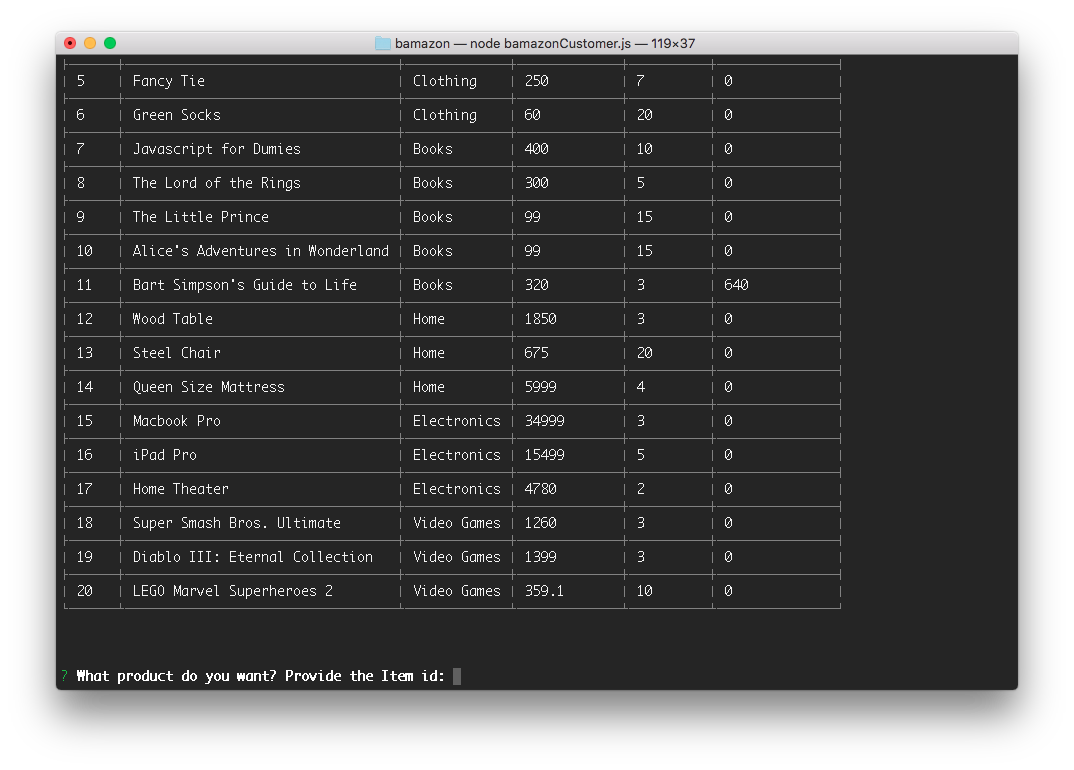 bamazon — node bamazonCustomer.js — 119×37
5 Fancy Tie Clothing 250 7 0
6 Green Socks Clothing 60 20 0
7 Javascript for Dumies Books 400 10 0
8 The Lord of the Rings Books 300 5 0
9 The Little Prince Books 99 15 0
10 Alice's Adventures in Wonderland Books 99 15 0
11 Bart Simpson's Guide to Life Books 320 3 640
12 Wood Table Home 1850 3 0
13 Steel Chair Home 675 20 0
14 Queen Size Mattress Home 5999 4 0
15 Macbook Pro Electronics 34999 3 0
16 iPad Pro Electronics 15499 5 0
17 Home Theater Electronics 4780 2 0
18 Super Smash Bros. Ultimate Video Games 1260 3 0
19 Diablo III: Eternal Collection Video Games 1399 3 0
20 LEGO Marvel Superheroes 2 Video Games 359.1 10 0
? What product do you want? Provide the Item id: